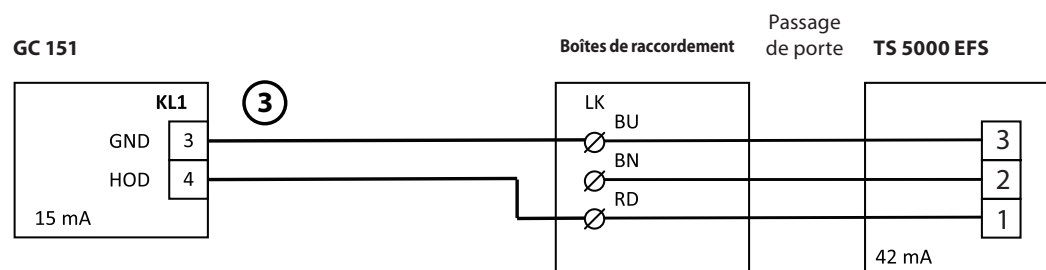 Passage
GC 151
Boîtes de raccordement
de porte
TS 5000 EFS
KL1
3
LK
BU
GND
3
3
BN
HOD
4
2
RD
15 mA
1
42 mA